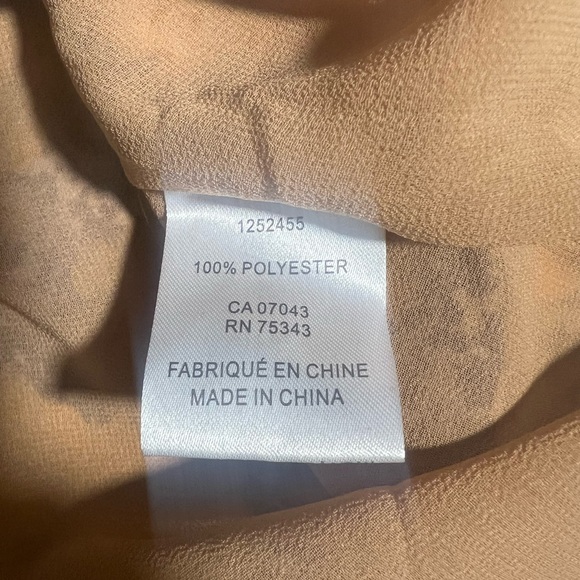 1252455
100% POLYESTER
CA 07043
RN 75343
FABRIQUÉ EN CHINE
MADE IN CHINA